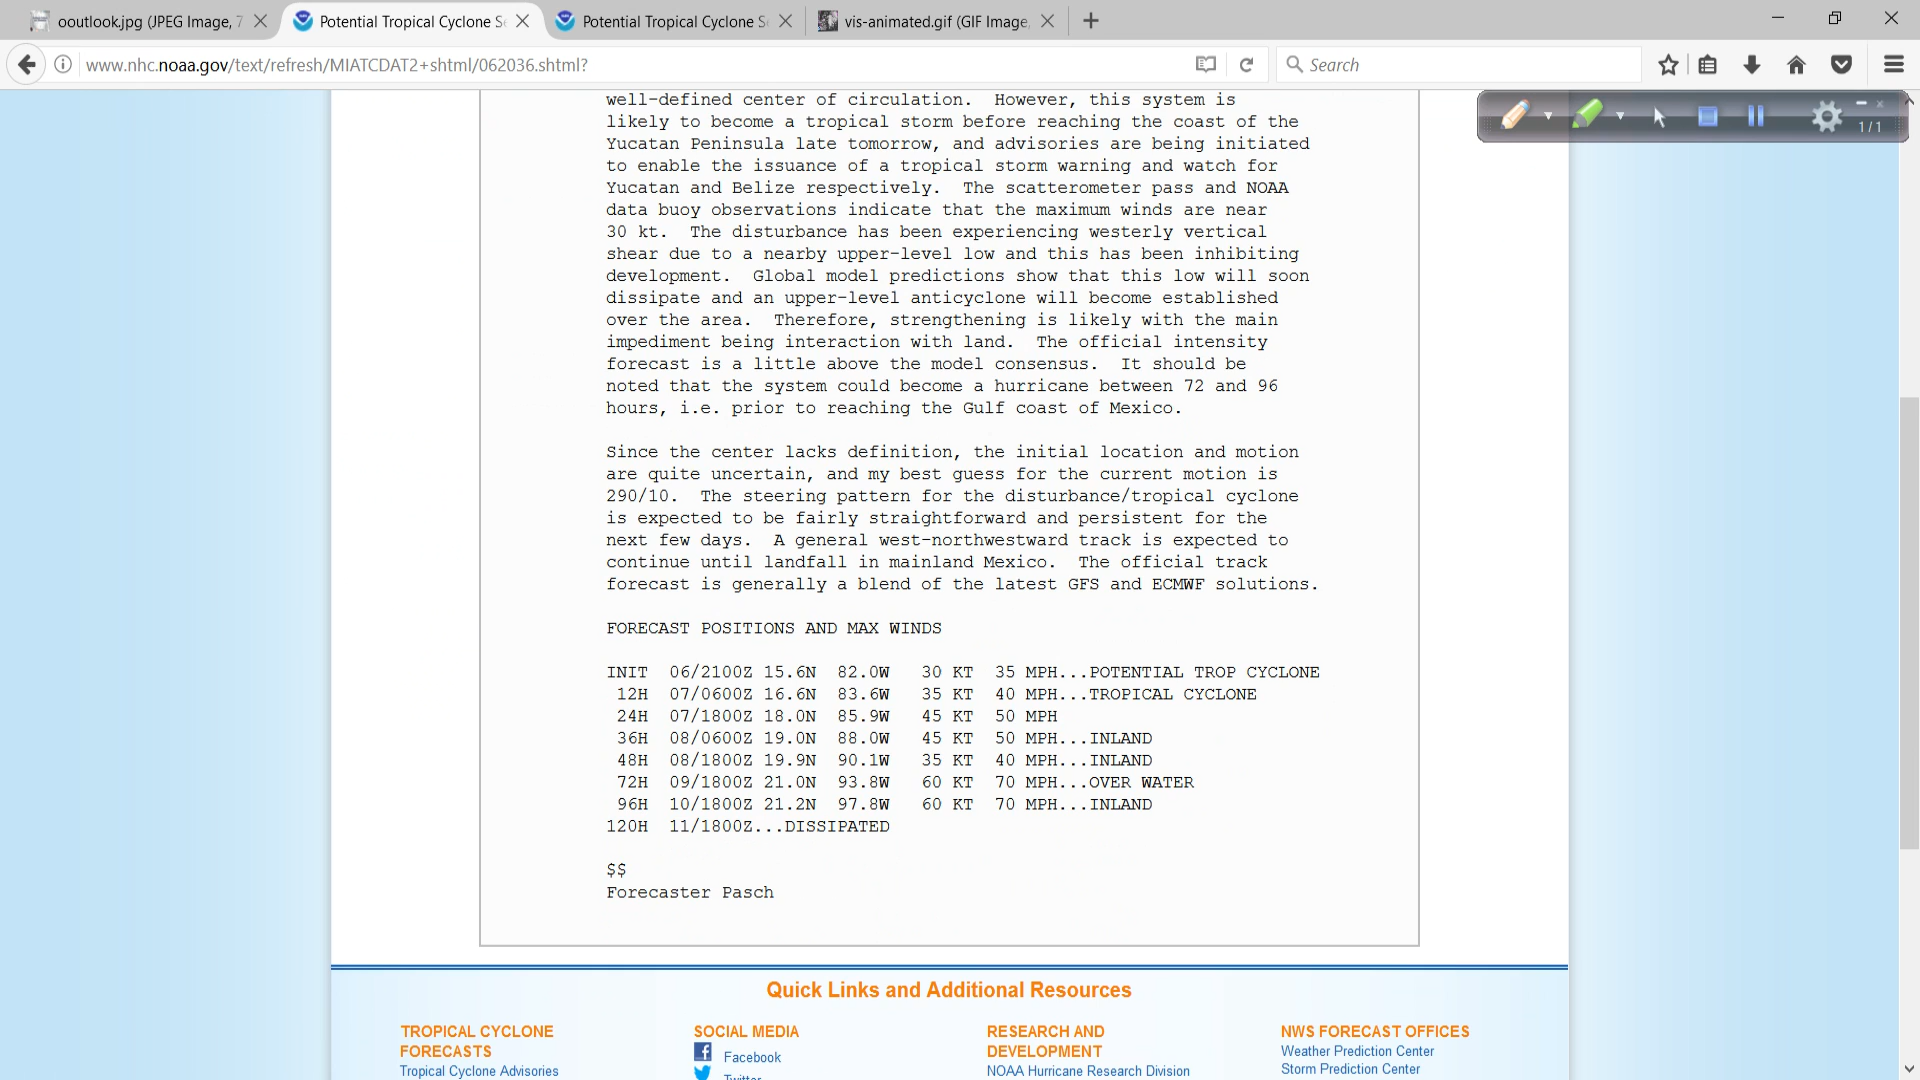 ooutlook.jpg (JPEG Image, 7
Potential Tropical Cyclone Se
Potential Tropical Cyclone S
vis-animated.gif (GIF Image,
www.nhc.noaa.gov/text/refresh/MIATCDAT2+shtml/062036.shtml?
Search
1/1
well-defined center of circulation.  However, this system is
likely to become a tropical storm before reaching the coast of the
Yucatan Peninsula late tomorrow, and advisories are being initiated
to enable the issuance of a tropical storm warning and watch for
Yucatan and Belize respectively.  The scatterometer pass and NOAA
data buoy observations indicate that the maximum winds are near
30 kt.  The disturbance has been experiencing westerly vertical
shear due to a nearby upper-level low and this has been inhibiting
development.  Global model predictions show that this low will soon
dissipate and an upper-level anticyclone will become established
over the area.  Therefore, strengthening is likely with the main
impediment being interaction with land.  The official intensity
forecast is a little above the model consensus.  It should be
noted that the system could become a hurricane between 72 and 96
hours, i.e. prior to reaching the Gulf coast of Mexico.
Since the center lacks definition, the initial location and motion
are quite uncertain, and my best guess for the current motion is
290/10.  The steering pattern for the disturbance/tropical cyclone
is expected to be fairly straightforward and persistent for the
next few days.  A general west-northwestward track is expected to
continue until landfall in mainland Mexico.  The official track
forecast is generally a blend of the latest GFS and ECMWF solutions.
FORECAST POSITIONS AND MAX WINDS
INIT  06/2100Z 15.6N  82.0W   30 KT  35 MPH...POTENTIAL TROP CYCLONE
12H  07/0600Z 16.6N  83.6W   35 KT  40 MPH...TROPICAL CYCLONE
24H  07/1800Z 18.0N  85.9W   45 KT  50 MPH
36H  08/0600Z 19.0N  88.0W   45 KT  50 MPH...INLAND
48H  08/1800Z 19.9N  90.1W   35 KT  40 MPH...INLAND
72H  09/1800Z 21.0N  93.8W   60 KT  70 MPH...OVER WATER
96H  10/1800Z 21.2N  97.8W   60 KT  70 MPH...INLAND
120H  11/1800Z...DISSIPATED
$$
Forecaster Pasch
Quick Links and Additional Resources
TROPICAL CYCLONE
FORECASTS
Tropical Cyclone Advisories
SOCIAL MEDIA
Facebook
Twitter
RESEARCH AND
DEVELOPMENT
NOAA Hurricane Research Division
NWS FORECAST OFFICES
Weather Prediction Center
Storm Prediction Center